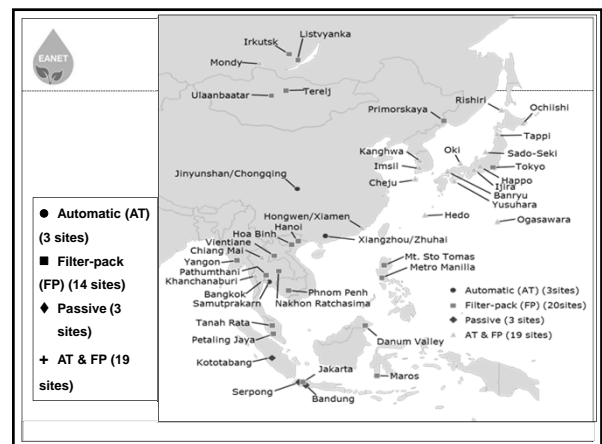 EANET
● Automatic (AT)
(3 sites)
■ Filter-pack
(FP) (14 sites)
♦ Passive (3
sites)
+ AT & FP (19
sites)
Irkutsk
Listvyanka
Mondy
Ulaanbaatar
Terelj
Primorskaya
Rishiri
Ochiishi
Tappi
Sado-Seki
Tokyo
Happo
Ijira
Banryu
Yusuhara
Oki
Kanghwa
Imsil
Cheju
Hedo
Ogasawara
Jinyunshan/Chongqing
Hongwen/Xiamen
Xiangzhou/Zhuhai
Hanoi
Hoa Binh
Vientiane
Chiang Mai
Yangon
Pathumthani
Khanchanaburi
Bangkok
Samutprakarn
Nakhon Ratchasima
Phnom Penh
Mt. Sto Tomas
Metro Manilia
Tanah Rata
Petaling Jaya
Kototabang
Danum Valley
Jakarta
Serpong
Bandung
Maros
● Automatic (AT) (3sites)
■ Filter-pack (FP) (20sites)
♦ Passive (3 sites)
▲ AT & FP (19 sites)